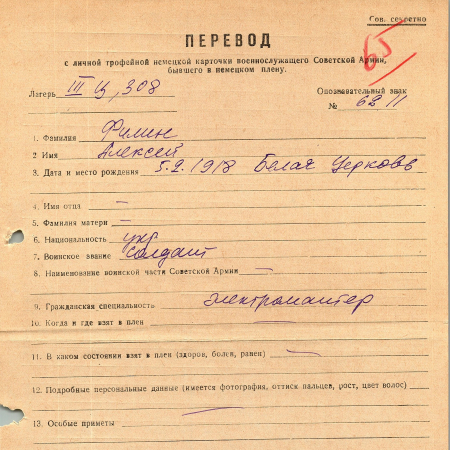 Сов. секретно
65
ПЕРЕВОД
с личной трофейной немецкой карточки военнослужащего Советской Армии,
бывшего в немецком плену.
Лагерь III Ц, 308
Опознавательный знак
№ 6211
1. Фамилия Филин
2 Имя Алексей
3. Дата и место рождения 5.2.1918 Белая Церковь
4. Имя отца —
5. Фамилия матери —
6. Национальность укр
7. Воинское звание солдат
8. Наименование воинской части Советской Армии —
9. Гражданская специальность электромонтер
10. Когда и где взят в плен —
11. В каком состоянии взят в плен (здоров, болен, ранен) —
12. Подробные персональные данные (имеется фотография, оттиск пальцев, рост, цвет волос)
—
13. Особые приметы